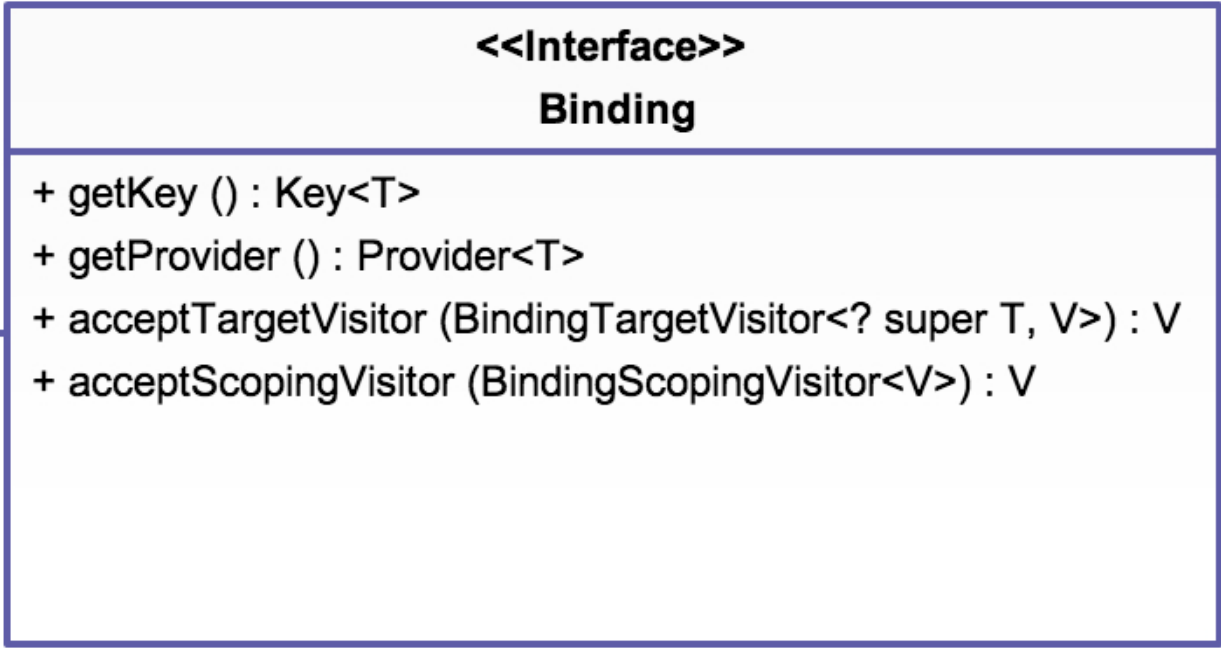 <<Interface>>
Binding
+ getKey () : Key<T>
+ getProvider () : Provider<T>
+ acceptTargetVisitor (BindingTargetVisitor<? super T, V>) : V
+ acceptScopingVisitor (BindingScopingVisitor<V>) : V